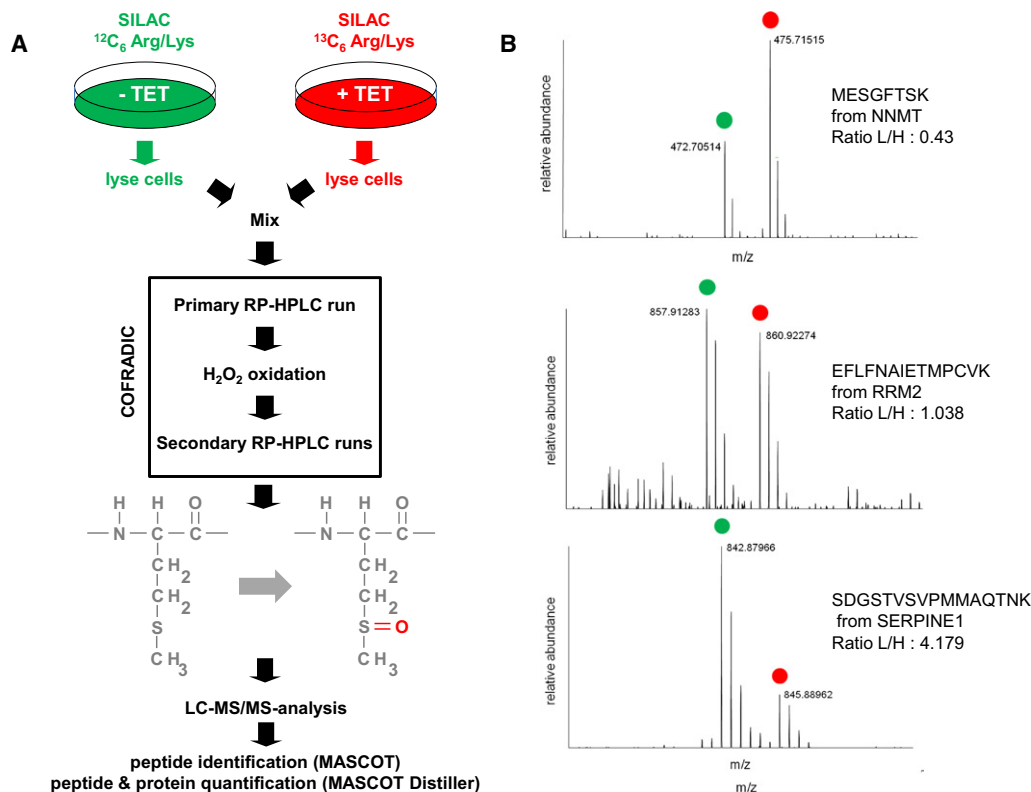 A
SILAC
¹²C₆ Arg/Lys
SILAC
¹³C₆ Arg/Lys
- TET
+ TET
lyse cells
lyse cells
Mix
COFRADIC
Primary RP-HPLC run
H₂O₂ oxidation
Secondary RP-HPLC runs
H H O
N C C
CH₂
CH₂
S
CH₃
H H O
N C C
CH₂
CH₂
S=O
CH₃
LC-MS/MS-analysis
peptide identification (MASCOT)
peptide & protein quantification (MASCOT Distiller)
B
relative abundance
472.70514
475.71515
m/z
MESGFTSK
from NNMT
Ratio L/H : 0.43
relative abundance
857.91283
860.92274
EFLFNAIETMPCVK
from RRM2
Ratio L/H : 1.038
relative abundance
842.87966
845.88962
m/z
m/z
SDGSTVSVPMMAQTNK
from SERPINE1
Ratio L/H : 4.179